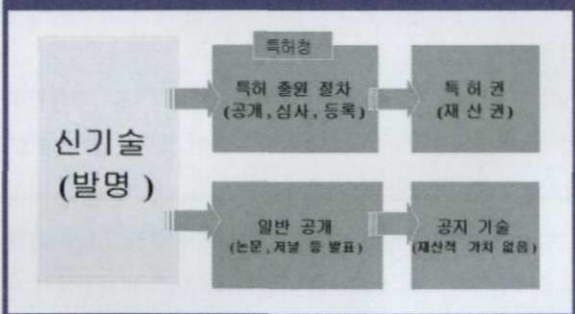 신기술
(발명 )
특허청
특허 출원 절차
(공개,심사,등록)
특 허 권
(재 산 권)
일반 공개
(논문,저널 등 발표)
공지 기술
(재산적 가치 없음)